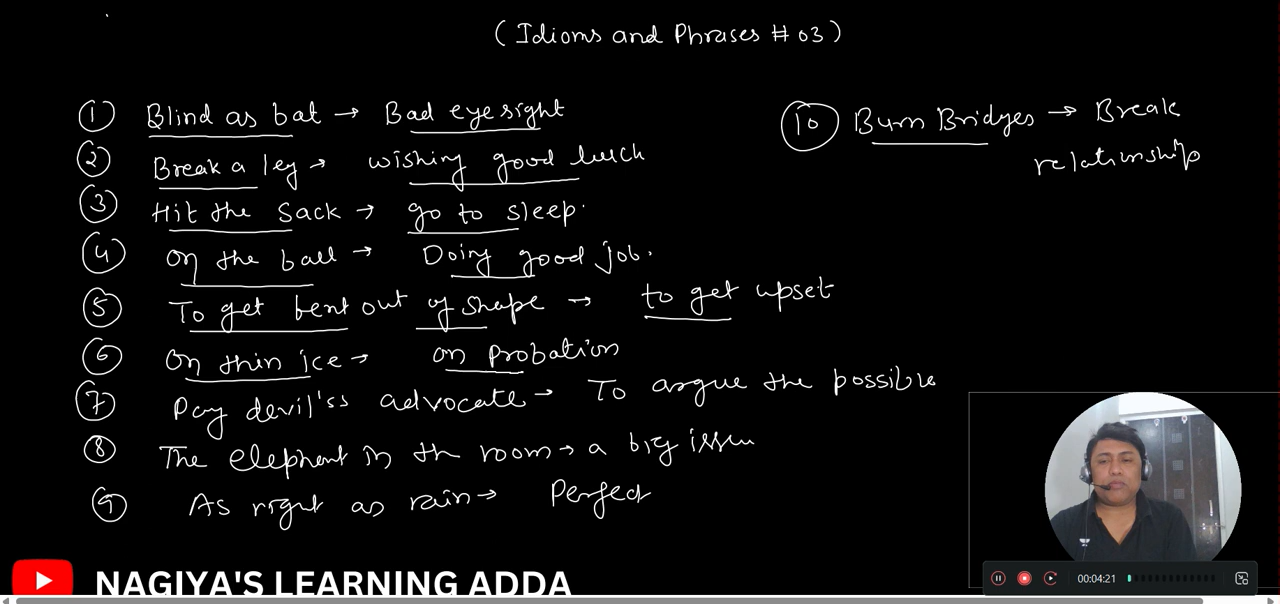 (Idioms and Phrases # 03)
① Blind as bat → Bad eyesight
② Break a leg → wishing good luck
③ Hit the Sack → go to sleep.
④ On the ball → Doing good job.
⑤ To get bent out of shape → to get upset
⑥ On thin ice → on probation
⑦ Pay devil'ss advocate → To argue the possible
⑧ The elephant in th room → a big issu
⑨ As right as rain → Perfect
⑩ Burn Bridges → Break
relationship
NAGIYA'S LEARNING ADDA
00:04:21